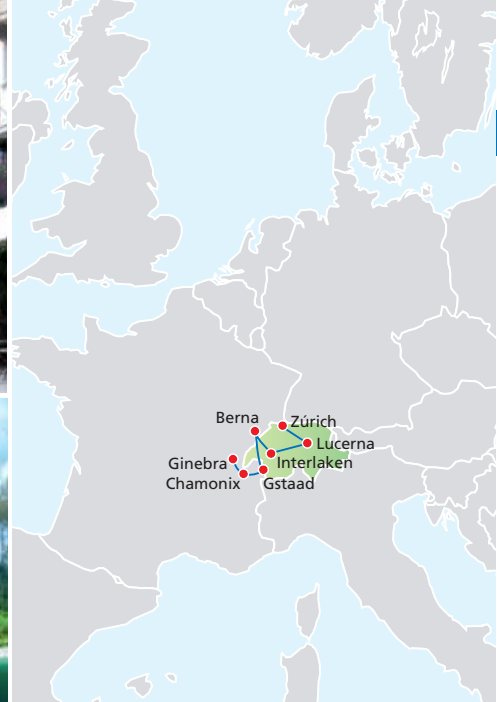 Berna
Zúrich
Lucerna
Ginebra
Interlaken
Chamonix
Gstaad